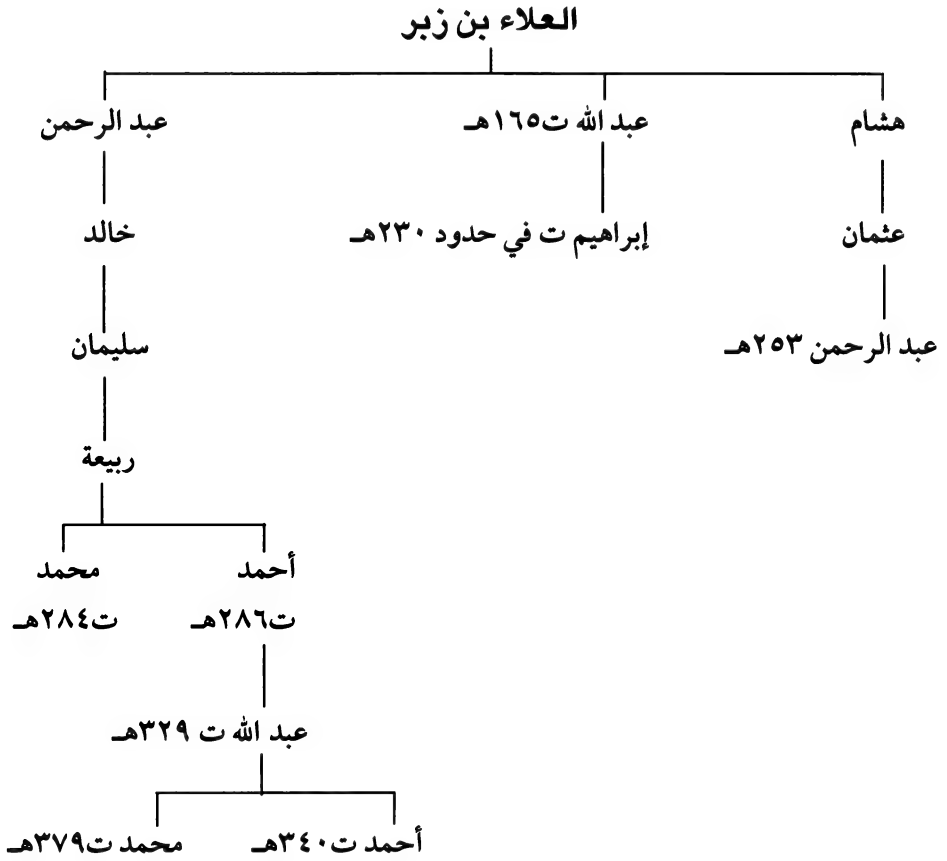 العلاء بن زبر
هشام
عبد الله ت١٦٥هـ
عبد الرحمن
عثمان
إبراهيم ت في حدود ٢٣٠هـ
خالد
عبد الرحمن ٢٥٣هـ
سليمان
ربيعة
أحمد
محمد
ت٢٨٦هـ
ت٢٨٤هـ
عبد الله ت ٣٢٩هـ
أحمد ت٣٤٠هـ
محمد ت٣٧٩هـ